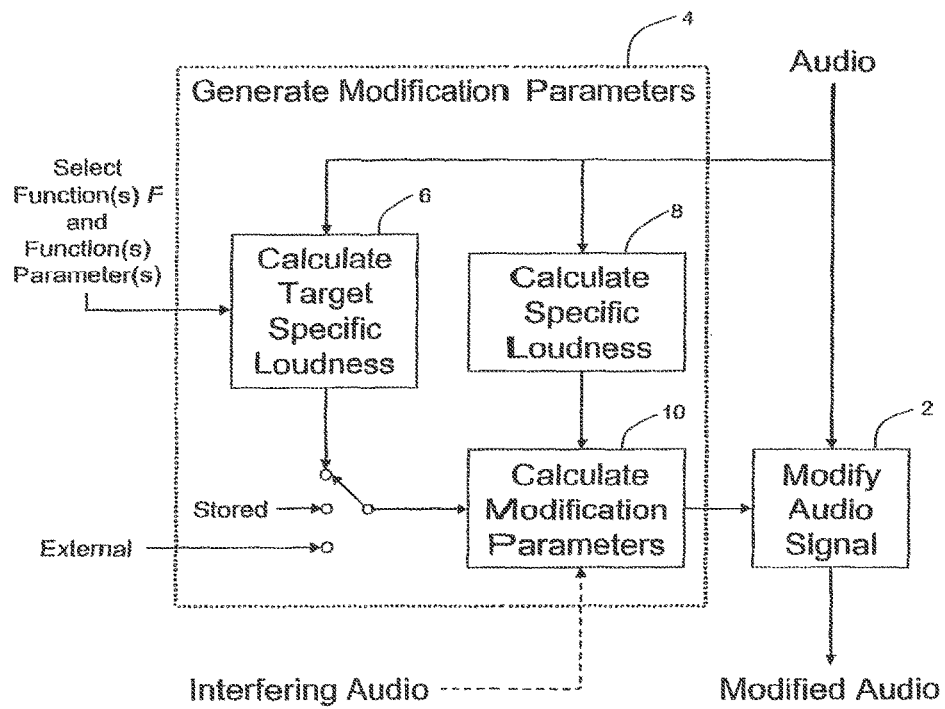 4
Audio
Generate Modification Parameters
Select
Function(s) F
and
Function(s)
Parameter(s)
6
Calculate
Target
Specific
Loudness
8
Calculate
Specific
Loudness
10
Calculate
Modification
Parameters
2
Modify
Audio
Signal
Stored
External
Interfering Audio
Modified Audio